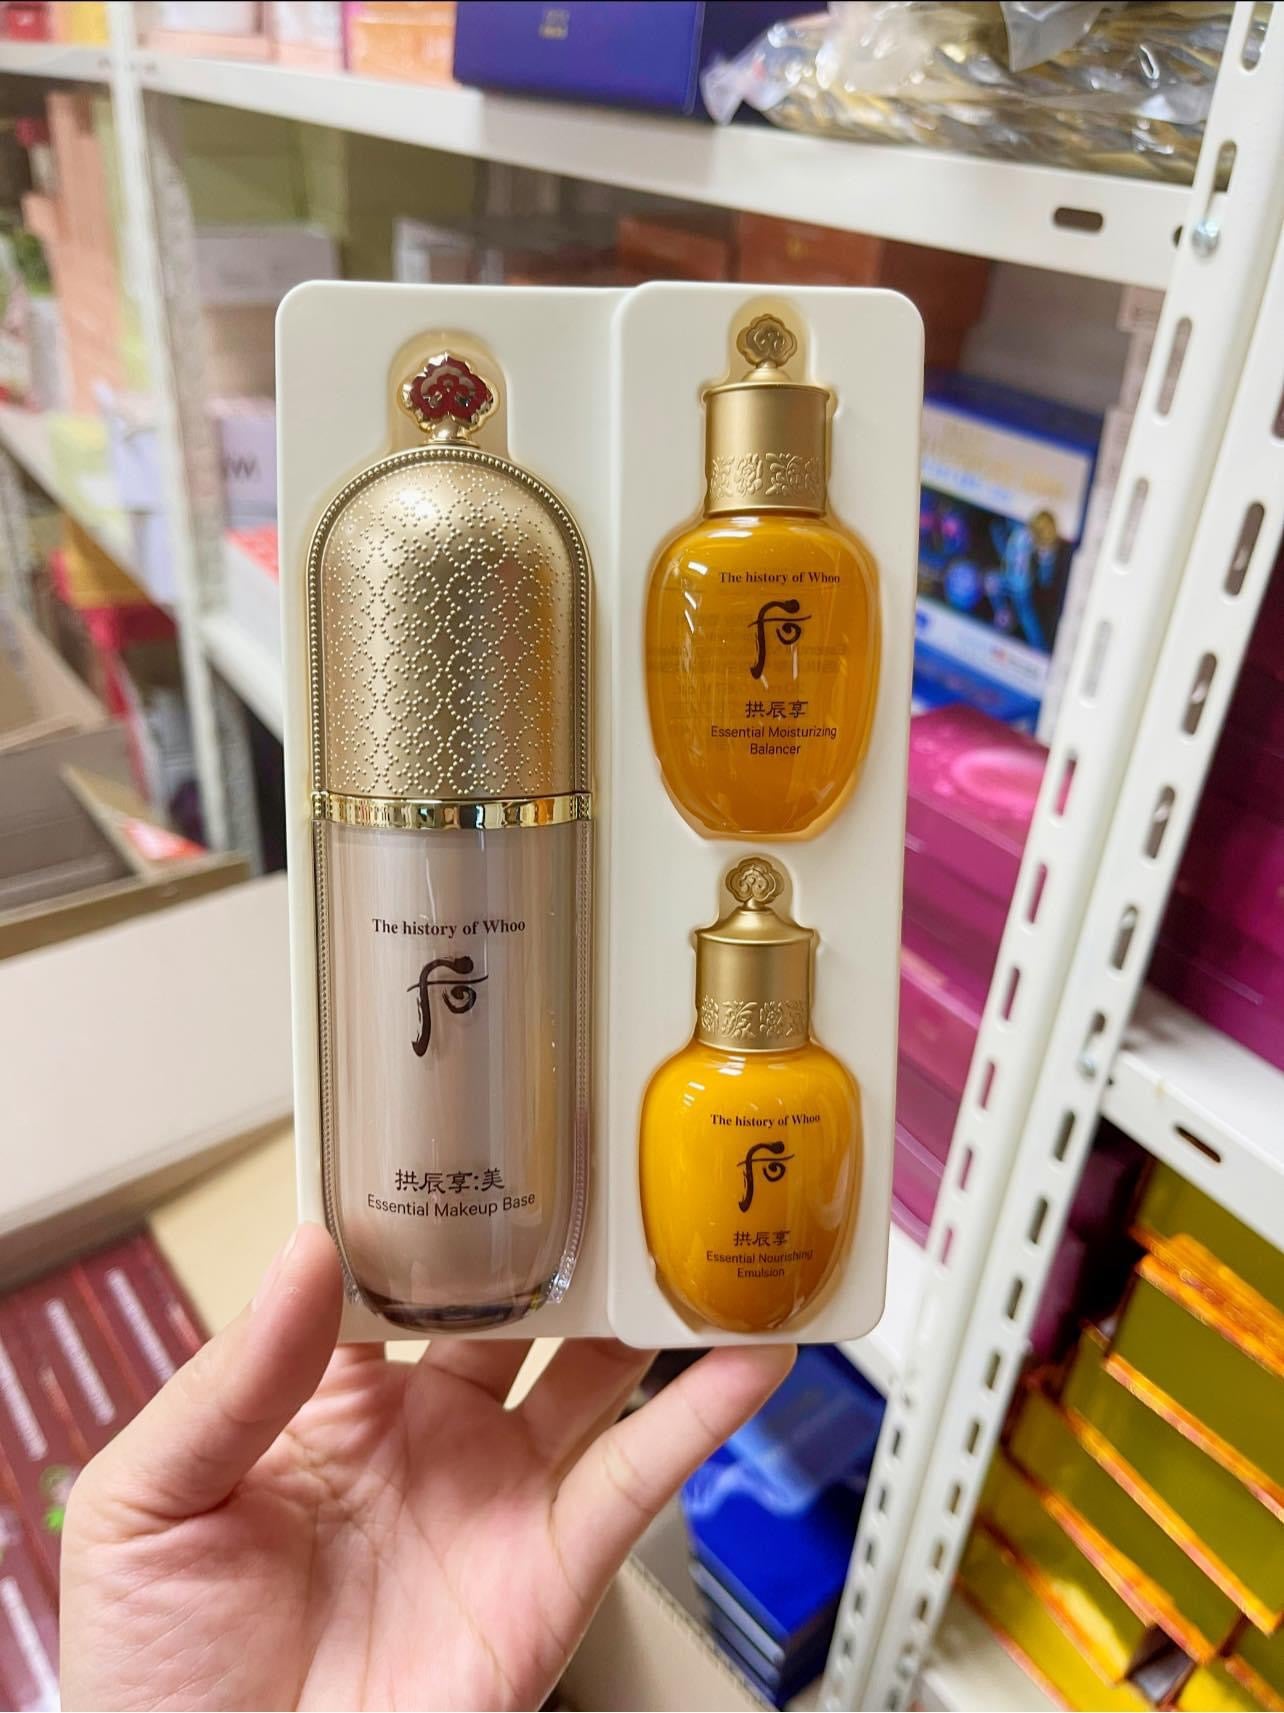 The history of Whoo
后
拱辰享:美
Essential Makeup Base
The history of Whoo
后
拱辰享
Essential Moisturizing
Balancer
The history of Whoo
后
拱辰享
Essential Nourishing
Emulsion